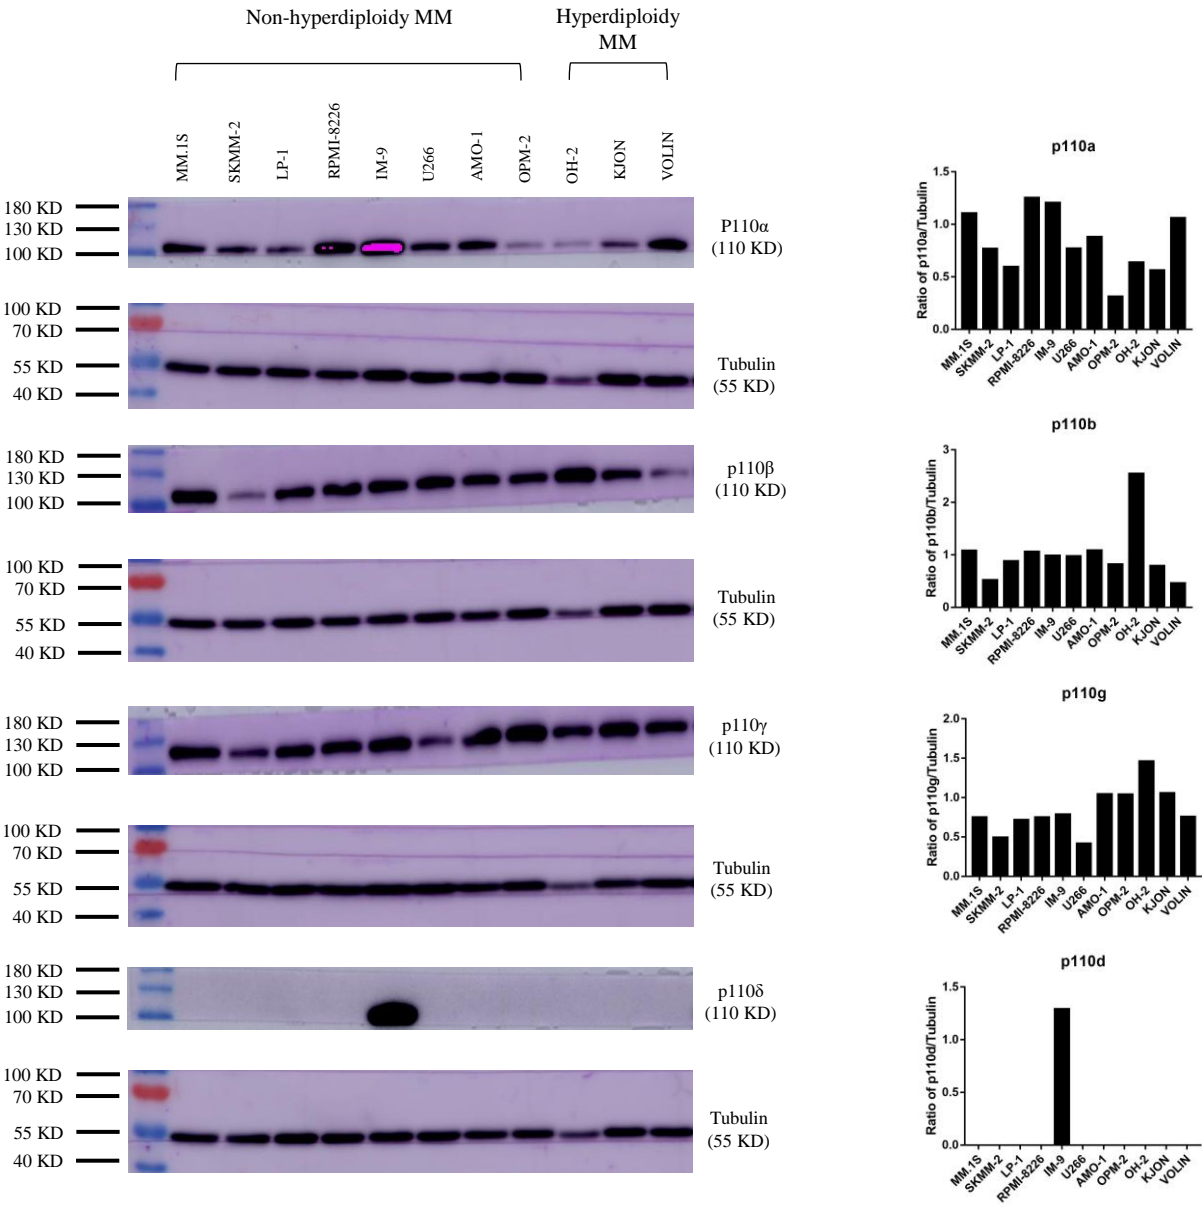 Non-hyperdiploidy MM
Hyperdiploidy
MM
MM.1S
SKMM-2
LP-1
RPMI-8226
IM-9
U266
AMO-1
OPM-2
OH-2
KJON
VOLIN
180 KD
130 KD
100 KD
P110α
(110 KD)
100 KD
70 KD
55 KD
40 KD
Tubulin
(55 KD)
180 KD
130 KD
100 KD
p110β
(110 KD)
100 KD
70 KD
55 KD
40 KD
Tubulin
(55 KD)
180 KD
130 KD
100 KD
p110γ
(110 KD)
100 KD
70 KD
55 KD
40 KD
Tubulin
(55 KD)
180 KD
130 KD
100 KD
p110δ
(110 KD)
100 KD
70 KD
55 KD
40 KD
Tubulin
(55 KD)
p110a
Ratio of p110a/Tubulin
1.5
1.0
0.5
0.0
MM.1S
SKMM-2
LP-1
RPMI-8226
IM-9
U266
AMO-1
OPM-2
OH-2
KJON
VOLIN
p110b
Ratio of p110b/Tubulin
3
2
1
0
MM.1S
SKMM-2
LP-1
RPMI-8226
IM-9
U266
AMO-1
OPM-2
OH-2
KJON
VOLIN
p110g
Ratio of p110g/Tubulin
2.0
1.5
1.0
0.5
0.0
MM.1S
SKMM-2
LP-1
RPMI-8226
IM-9
U266
AMO-1
OPM-2
OH-2
KJON
VOLIN
p110d
Ratio of p110d/Tubulin
1.5
1.0
0.5
0.0
MM.1S
SKMM-2
LP-1
RPMI-8226
IM-9
U266
AMO-1
OPM-2
OH-2
KJON
VOLIN